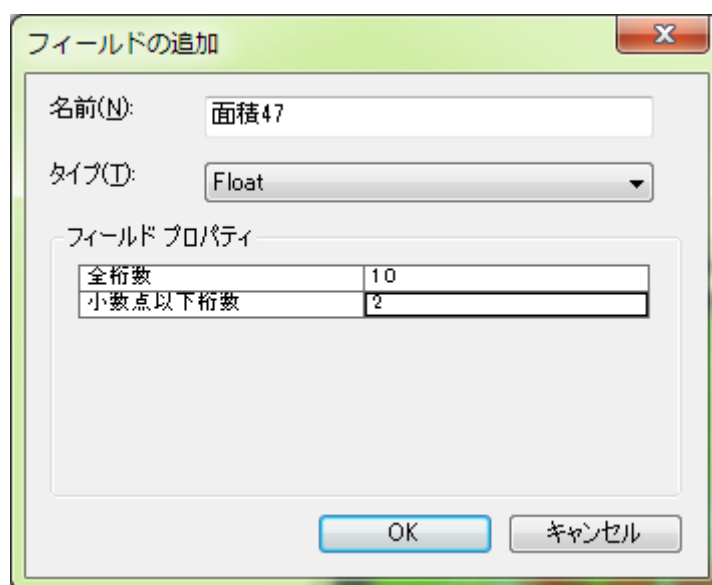 フィールドの追加
名前(N): 面積47
タイプ(T): Float
フィールド プロパティ
全桁数 10
小数点以下桁数 2
OK キャンセル